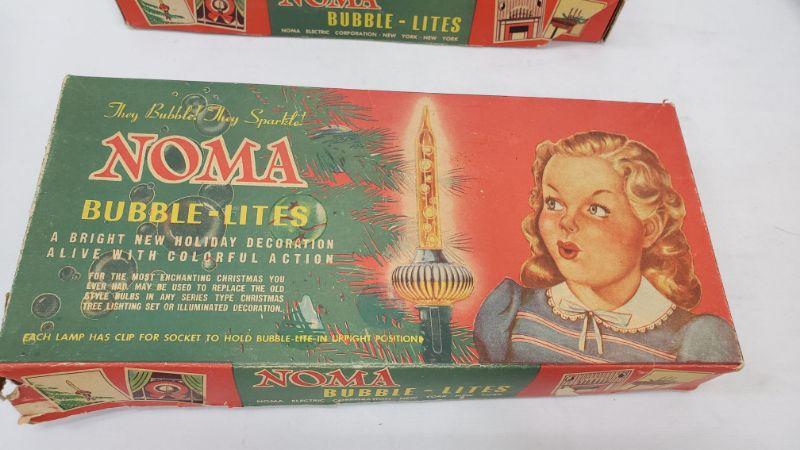 NOMA
BUBBLE - LITES
NOMA ELECTRIC CORPORATION · NEW YORK · NEW YORK
They Bubble! They Sparkle!
NOMA
BUBBLE-LITES
A BRIGHT NEW HOLIDAY DECORATION
ALIVE WITH COLORFUL ACTION
FOR THE MOST ENCHANTING CHRISTMAS YOU
EVER HAD. MAY BE USED TO REPLACE THE OLD
STYLE BULBS IN ANY SERIES TYPE CHRISTMAS
TREE LIGHTING SET OR ILLUMINATED DECORATION.
EACH LAMP HAS CLIP FOR SOCKET TO HOLD BUBBLE-LITE IN UPRIGHT POSITION
NOMA
BUBBLE - LITES
NOMA ELECTRIC CORPORATION · NEW YORK · NEW YORK